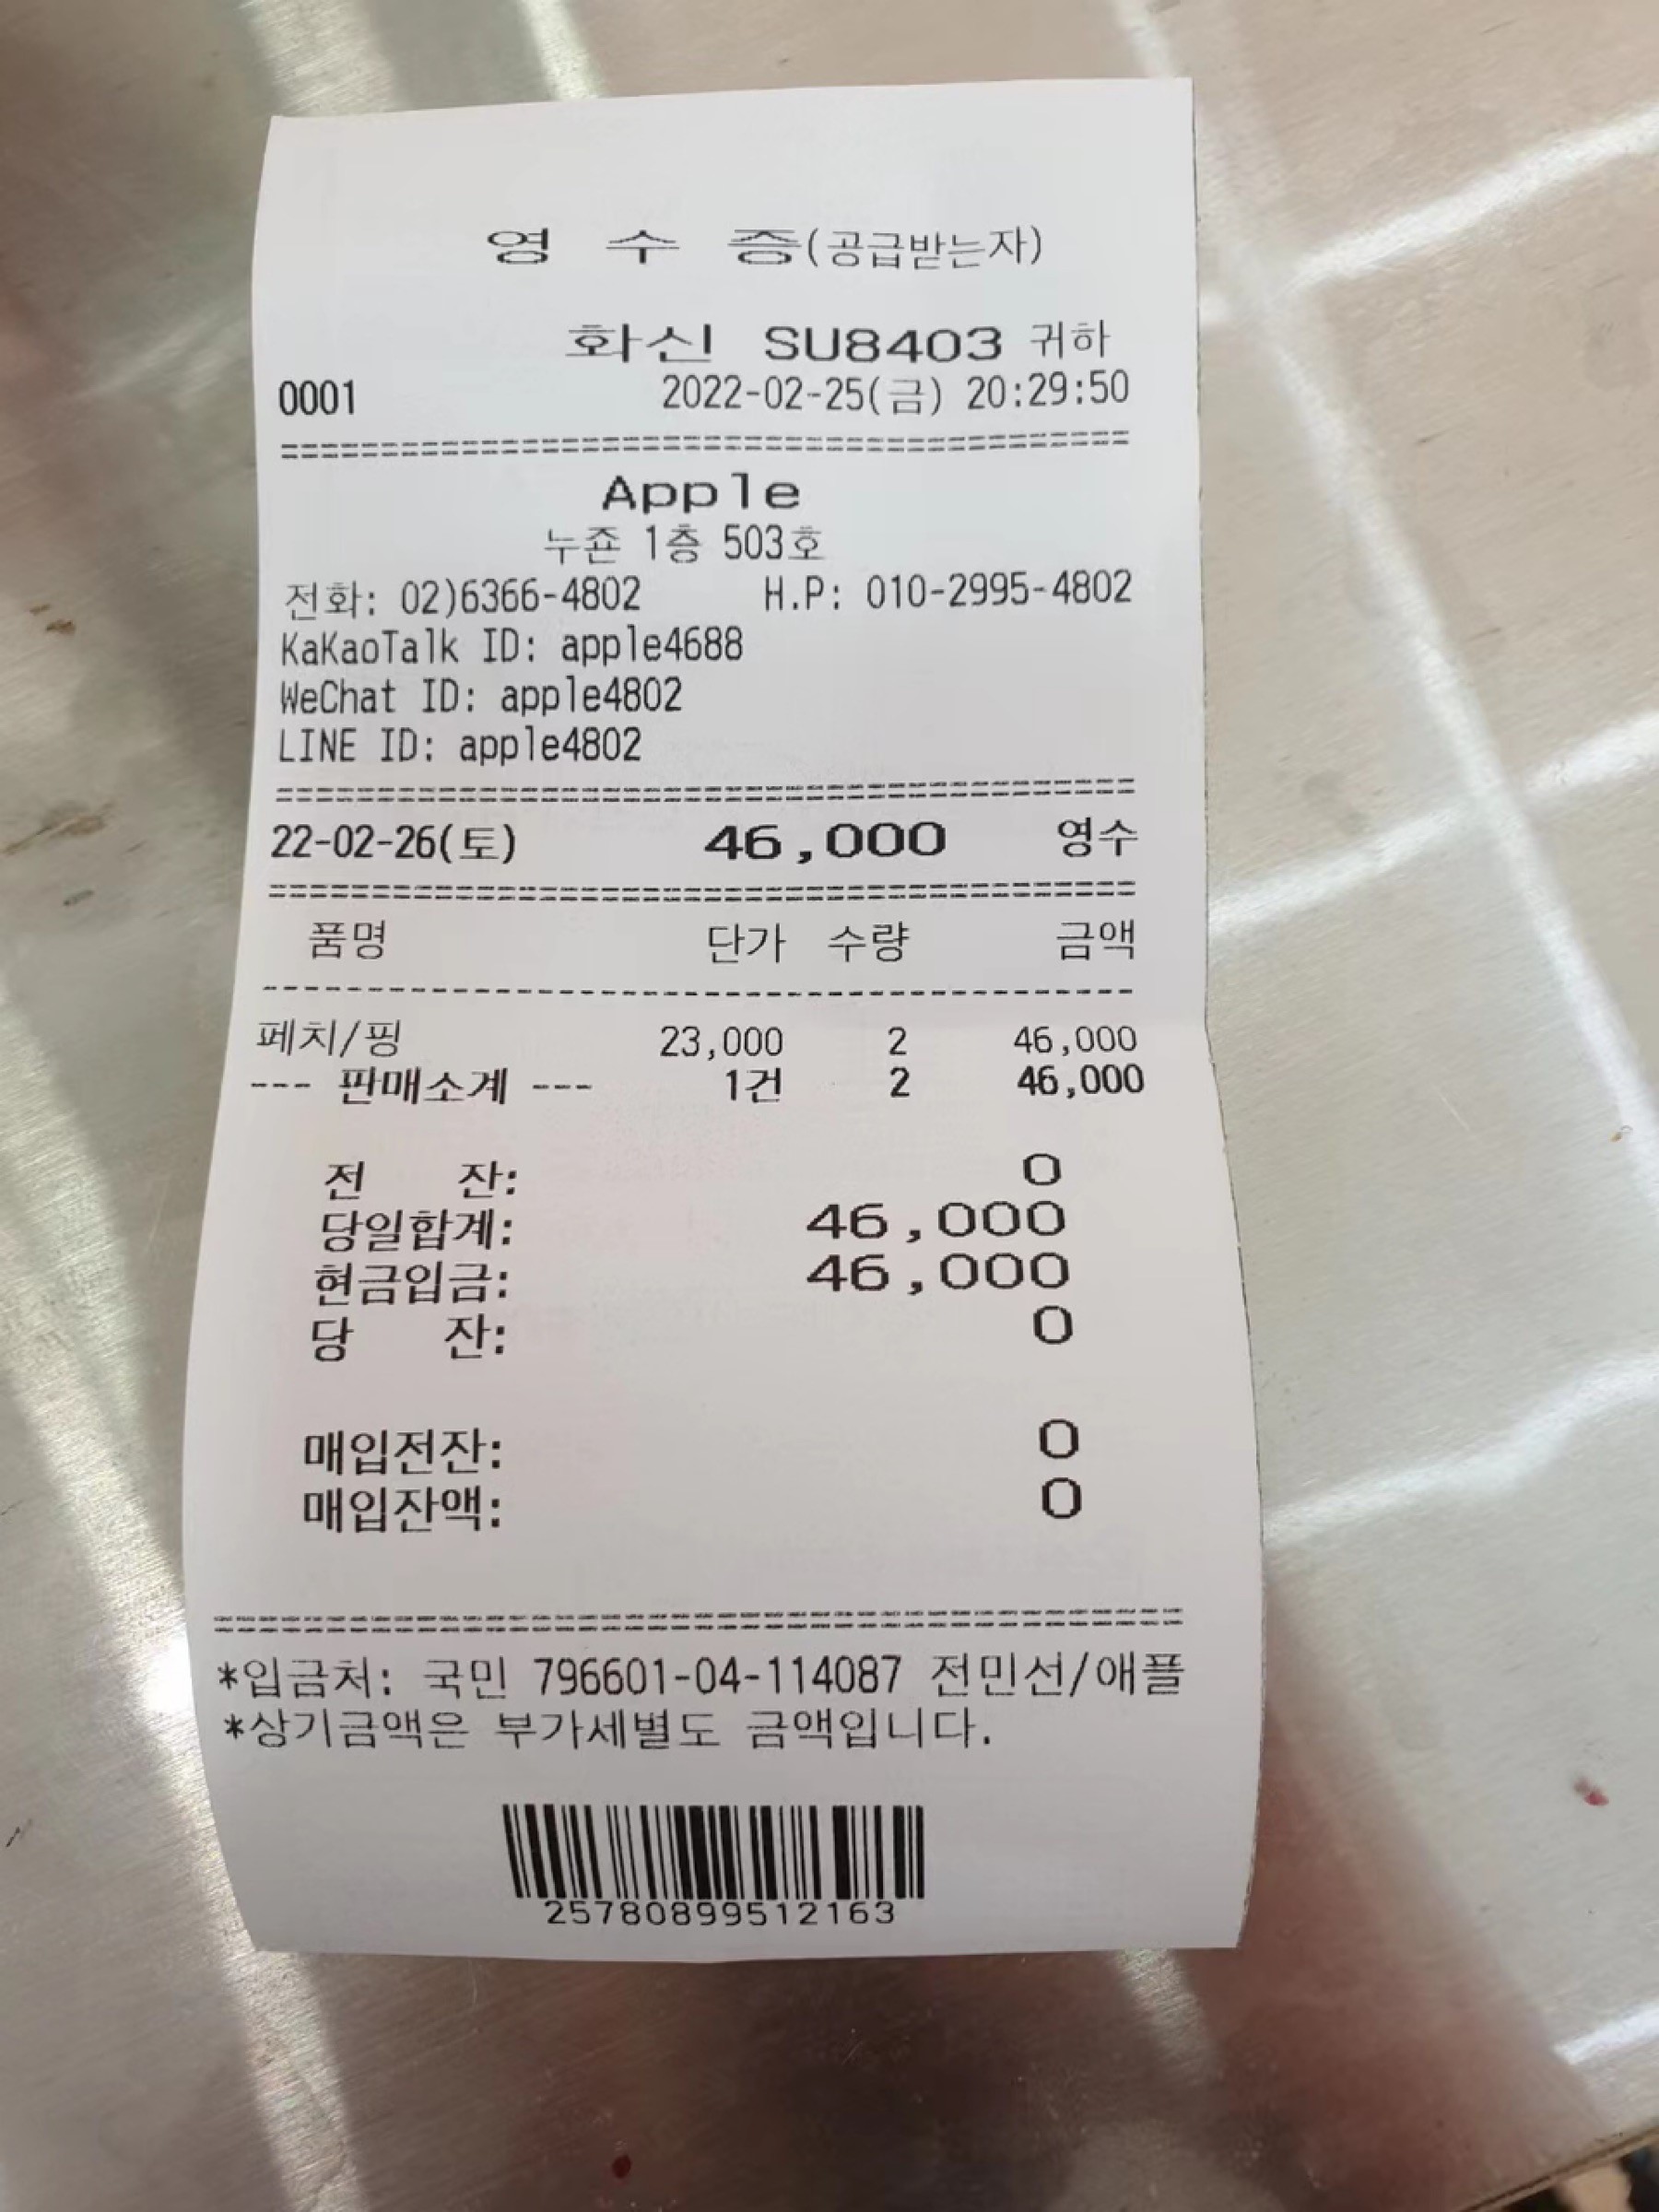 영 수 증(공급받는자)
화신 SU8403 귀하
0001 2022-02-25(금) 20:29:50
Apple
누죤 1층 503호
전화: 02)6366-4802 H.P: 010-2995-4802
KaKaoTalk ID: apple4688
WeChat ID: apple4802
LINE ID: apple4802
22-02-26(토) 46,000 영수
품명 단가 수량 금액
페치/핑 23,000 2 46,000
--- 판매소계 --- 1건 2 46,000
전 잔: 0
당일합계: 46,000
현금입금: 46,000
당 잔: 0
매입전잔: 0
매입잔액: 0
*입금처: 국민 796601-04-114087 전민선/애플
*상기금액은 부가세별도 금액입니다.
25780899512163